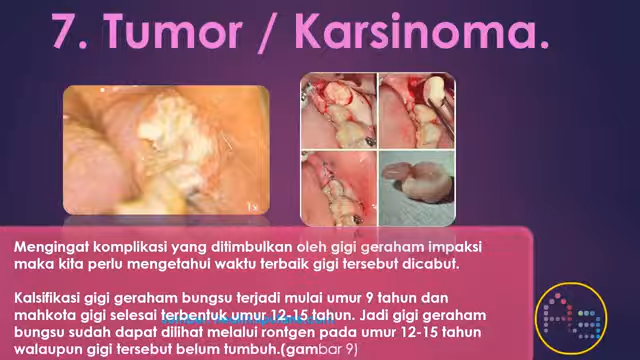 7. Tumor / Karsinoma.
1x
Mengingat komplikasi yang ditimbulkan oleh gigi geraham impaksi
maka kita perlu mengetahui waktu terbaik gigi tersebut dicabut.
Kalsifikasi gigi geraham bungsu terjadi mulai umur 9 tahun dan
mahkota gigi selesai terbentuk umur 12-15 tahun. Jadi gigi geraham
bungsu sudah dapat dilihat melalui rontgen pada umur 12-15 tahun
walaupun gigi tersebut belum tumbuh.(gambar 9)
As